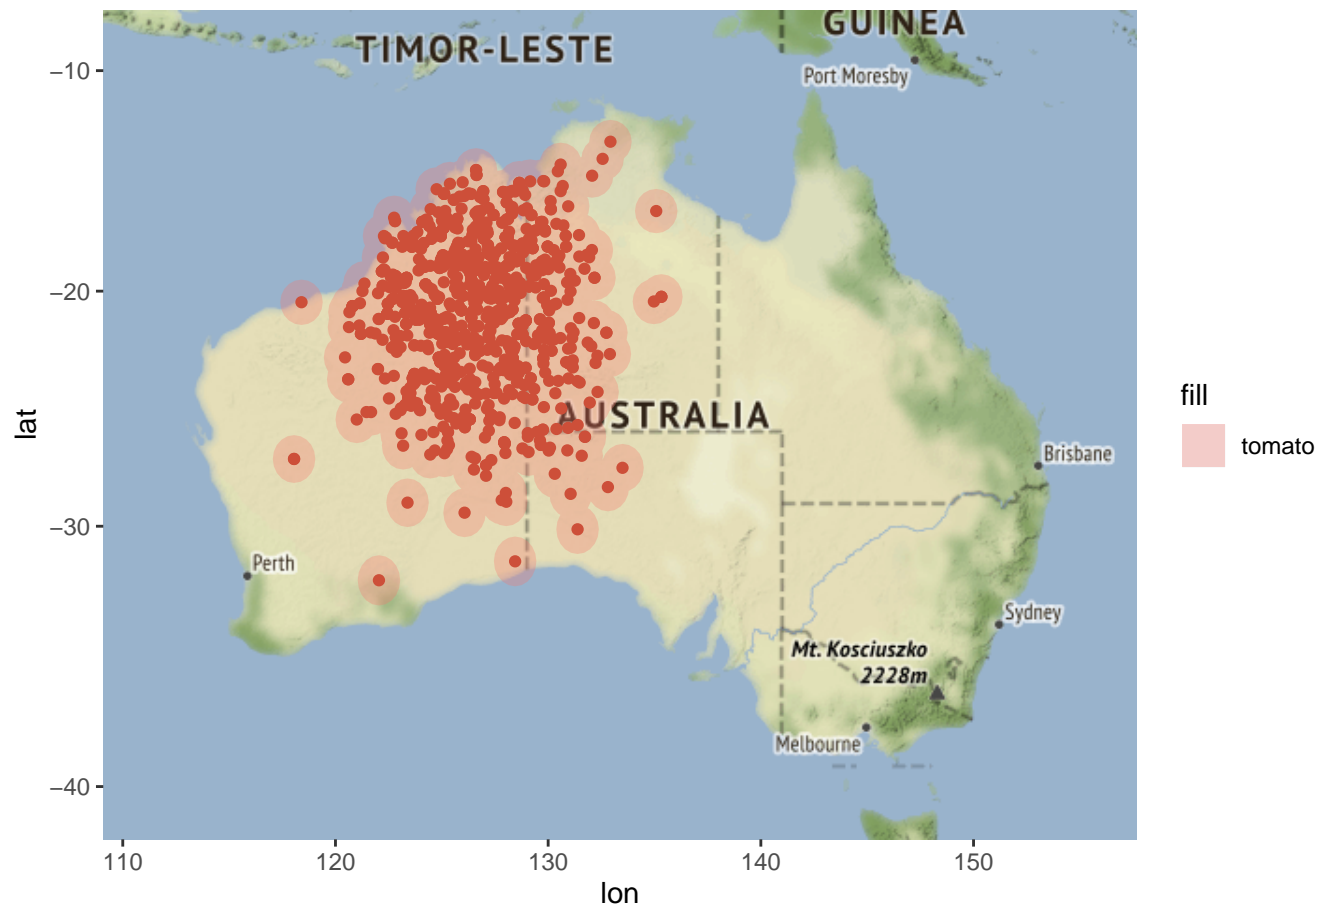 GUINEA
TIMOR-LESTE
Port Moresby
AUSTRALIA
Brisbane
Perth
Sydney
Mt. Kosciuszko
2228m
Melbourne
−10
−20
−30
−40
lat
110
120
130
140
150
lon
fill
tomato